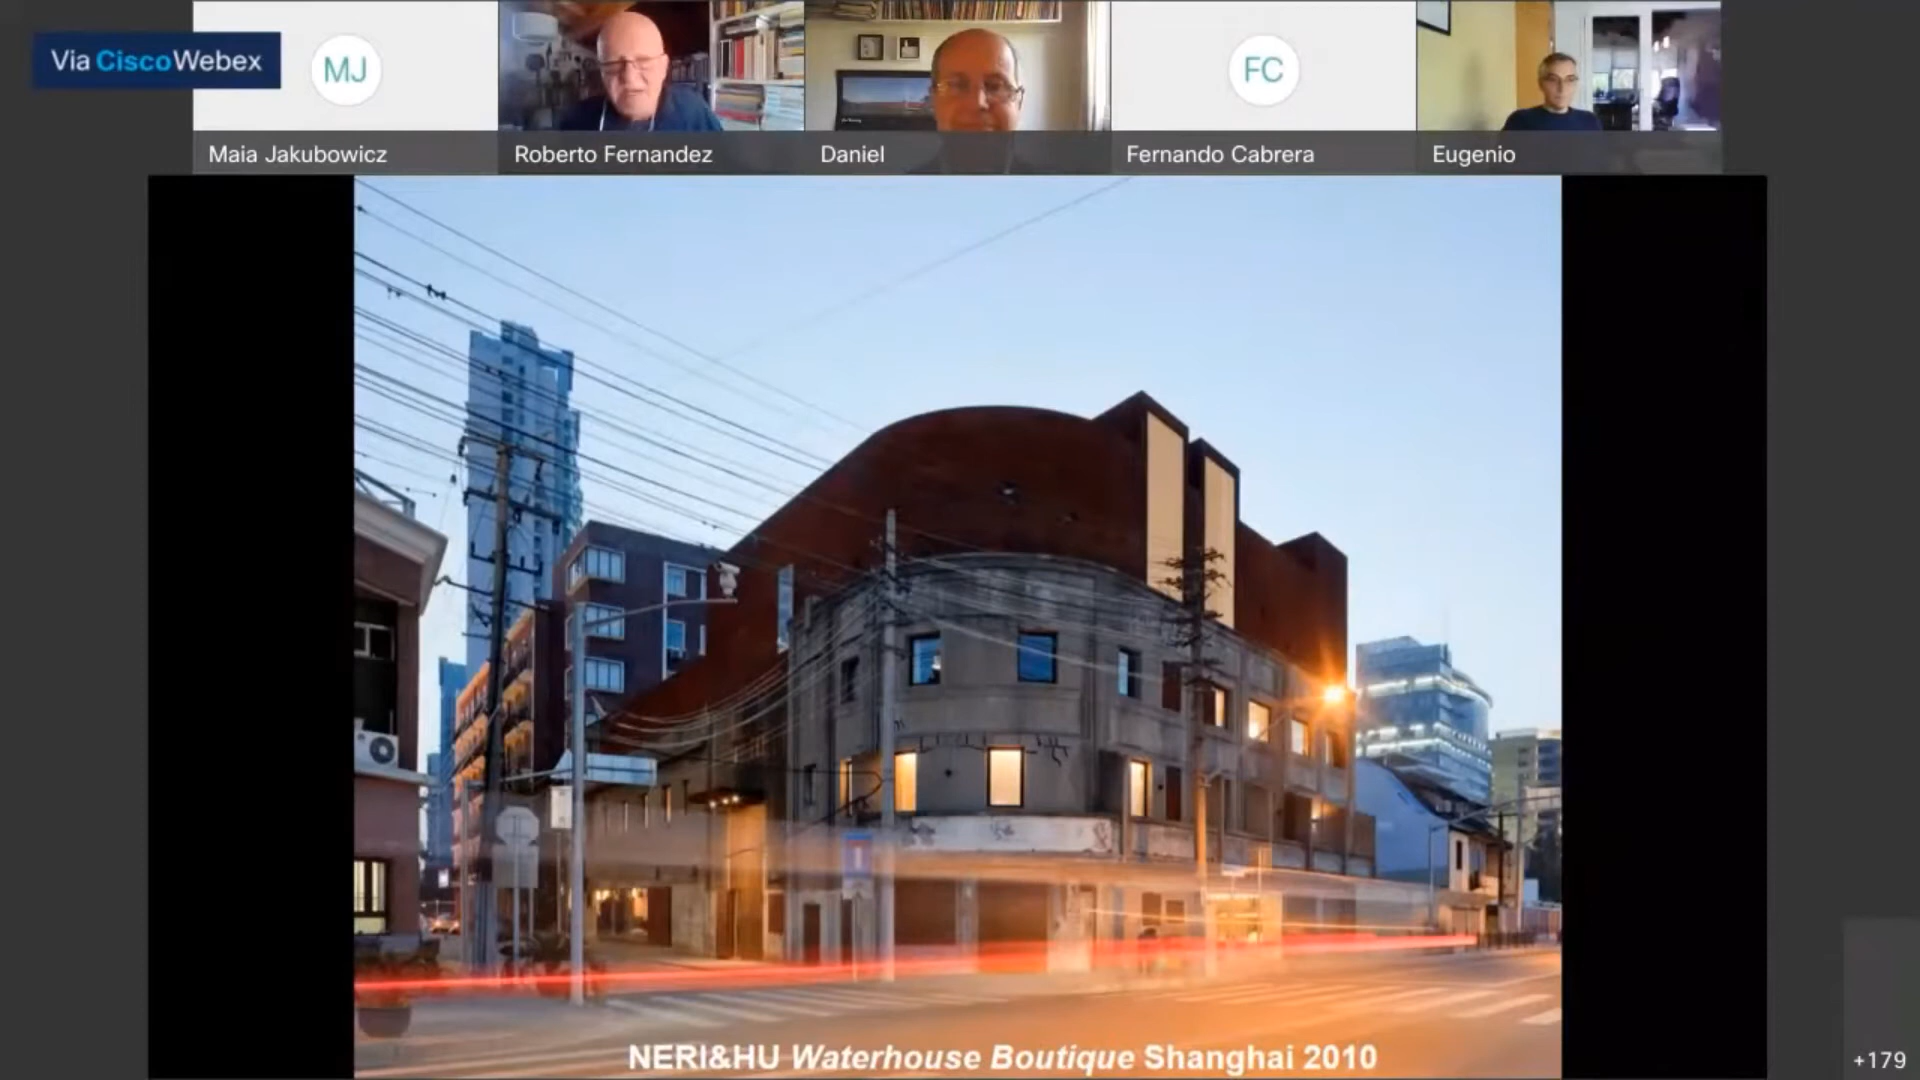 Via CiscoWebex
MJ
FC
Maia Jakubowicz
Roberto Fernandez
Daniel
Fernando Cabrera
Eugenio
NERI&HU Waterhouse Boutique Shanghai 2010
+179